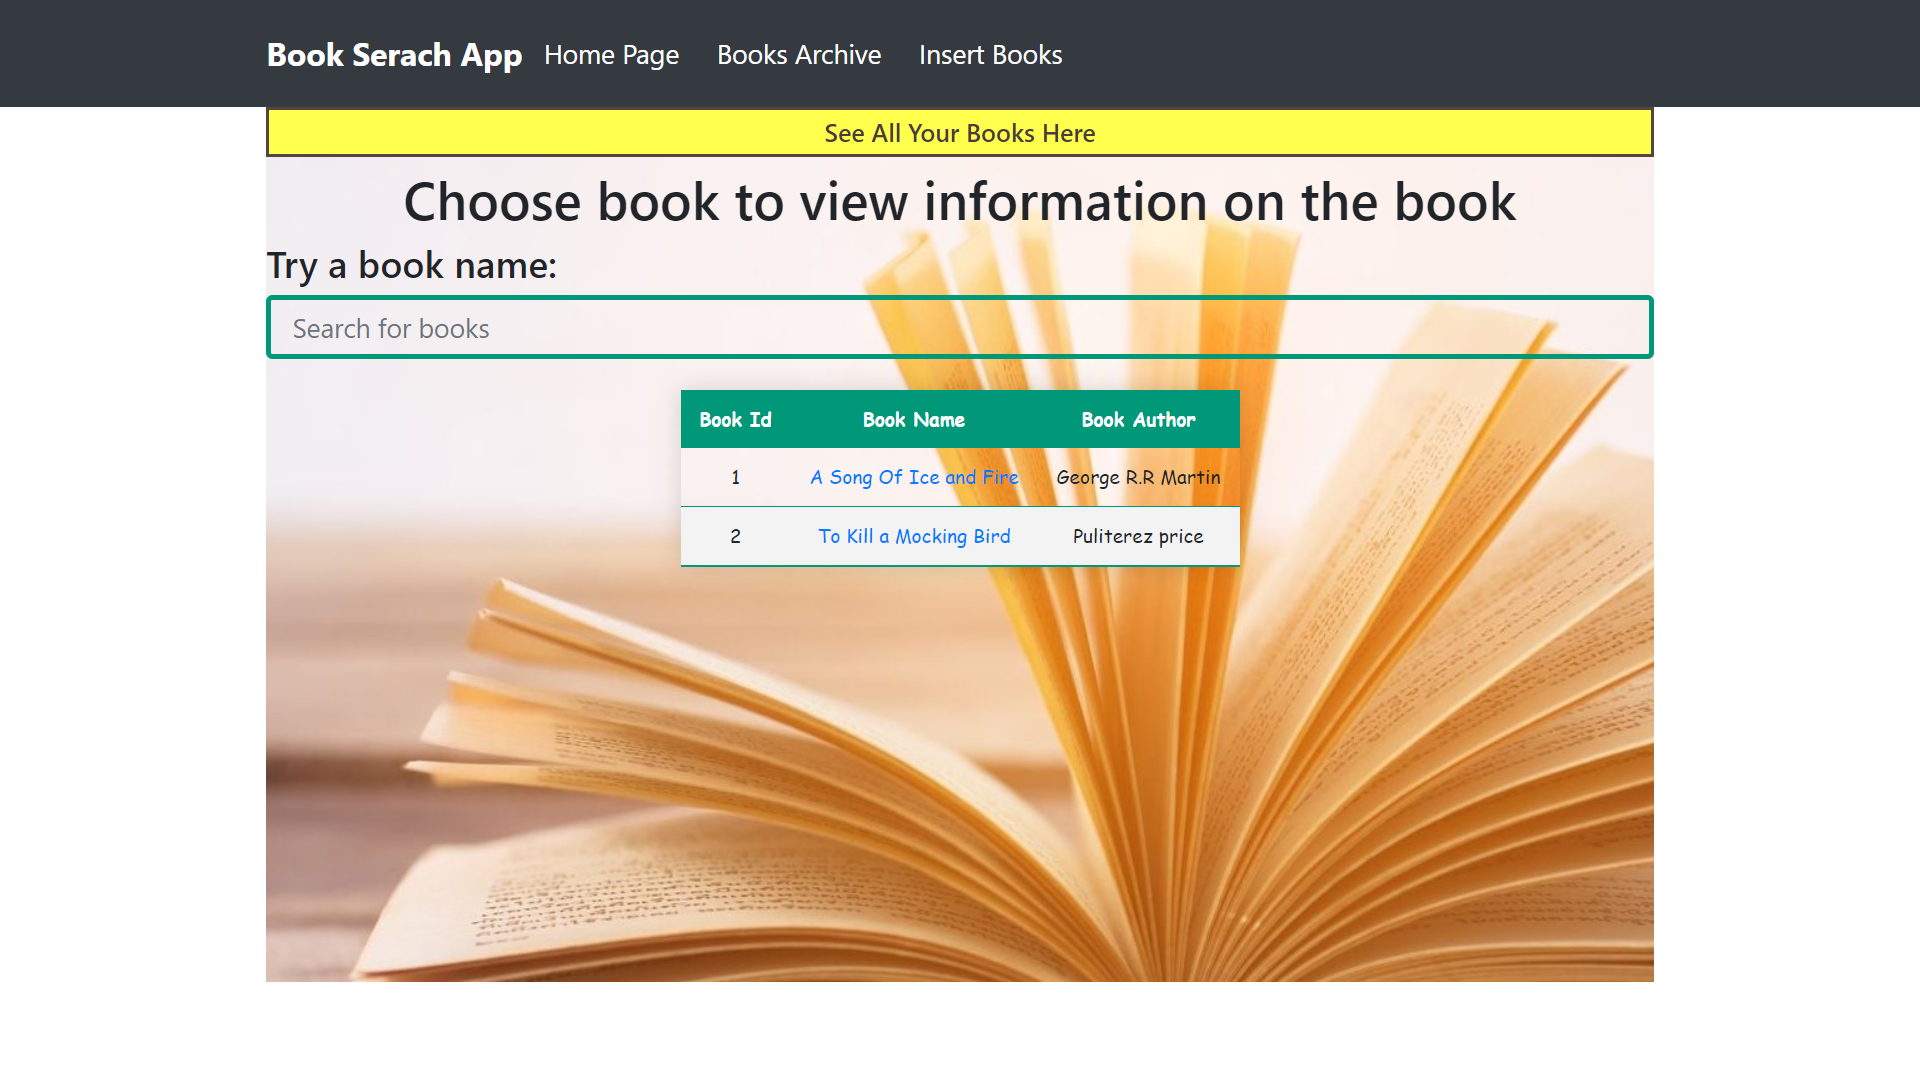 Book Serach App Home Page Books Archive Insert Books
See All Your Books Here
Choose book to view information on the book
Try a book name:
Search for books
Book Id Book Name Book Author
1 A Song Of Ice and Fire George R.R Martin
2 To Kill a Mocking Bird Puliterez price